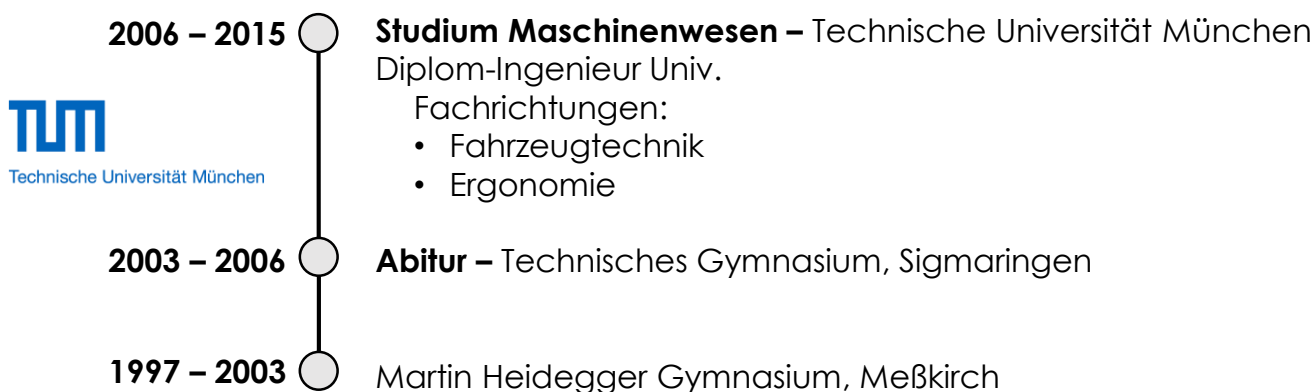 2006 – 2015
Studium Maschinenwesen – Technische Universität München
Diplom-Ingenieur Univ.
Fachrichtungen:
• Fahrzeugtechnik
• Ergonomie
TUM
Technische Universität München
2003 – 2006
Abitur – Technisches Gymnasium, Sigmaringen
1997 – 2003
Martin Heidegger Gymnasium, Meßkirch